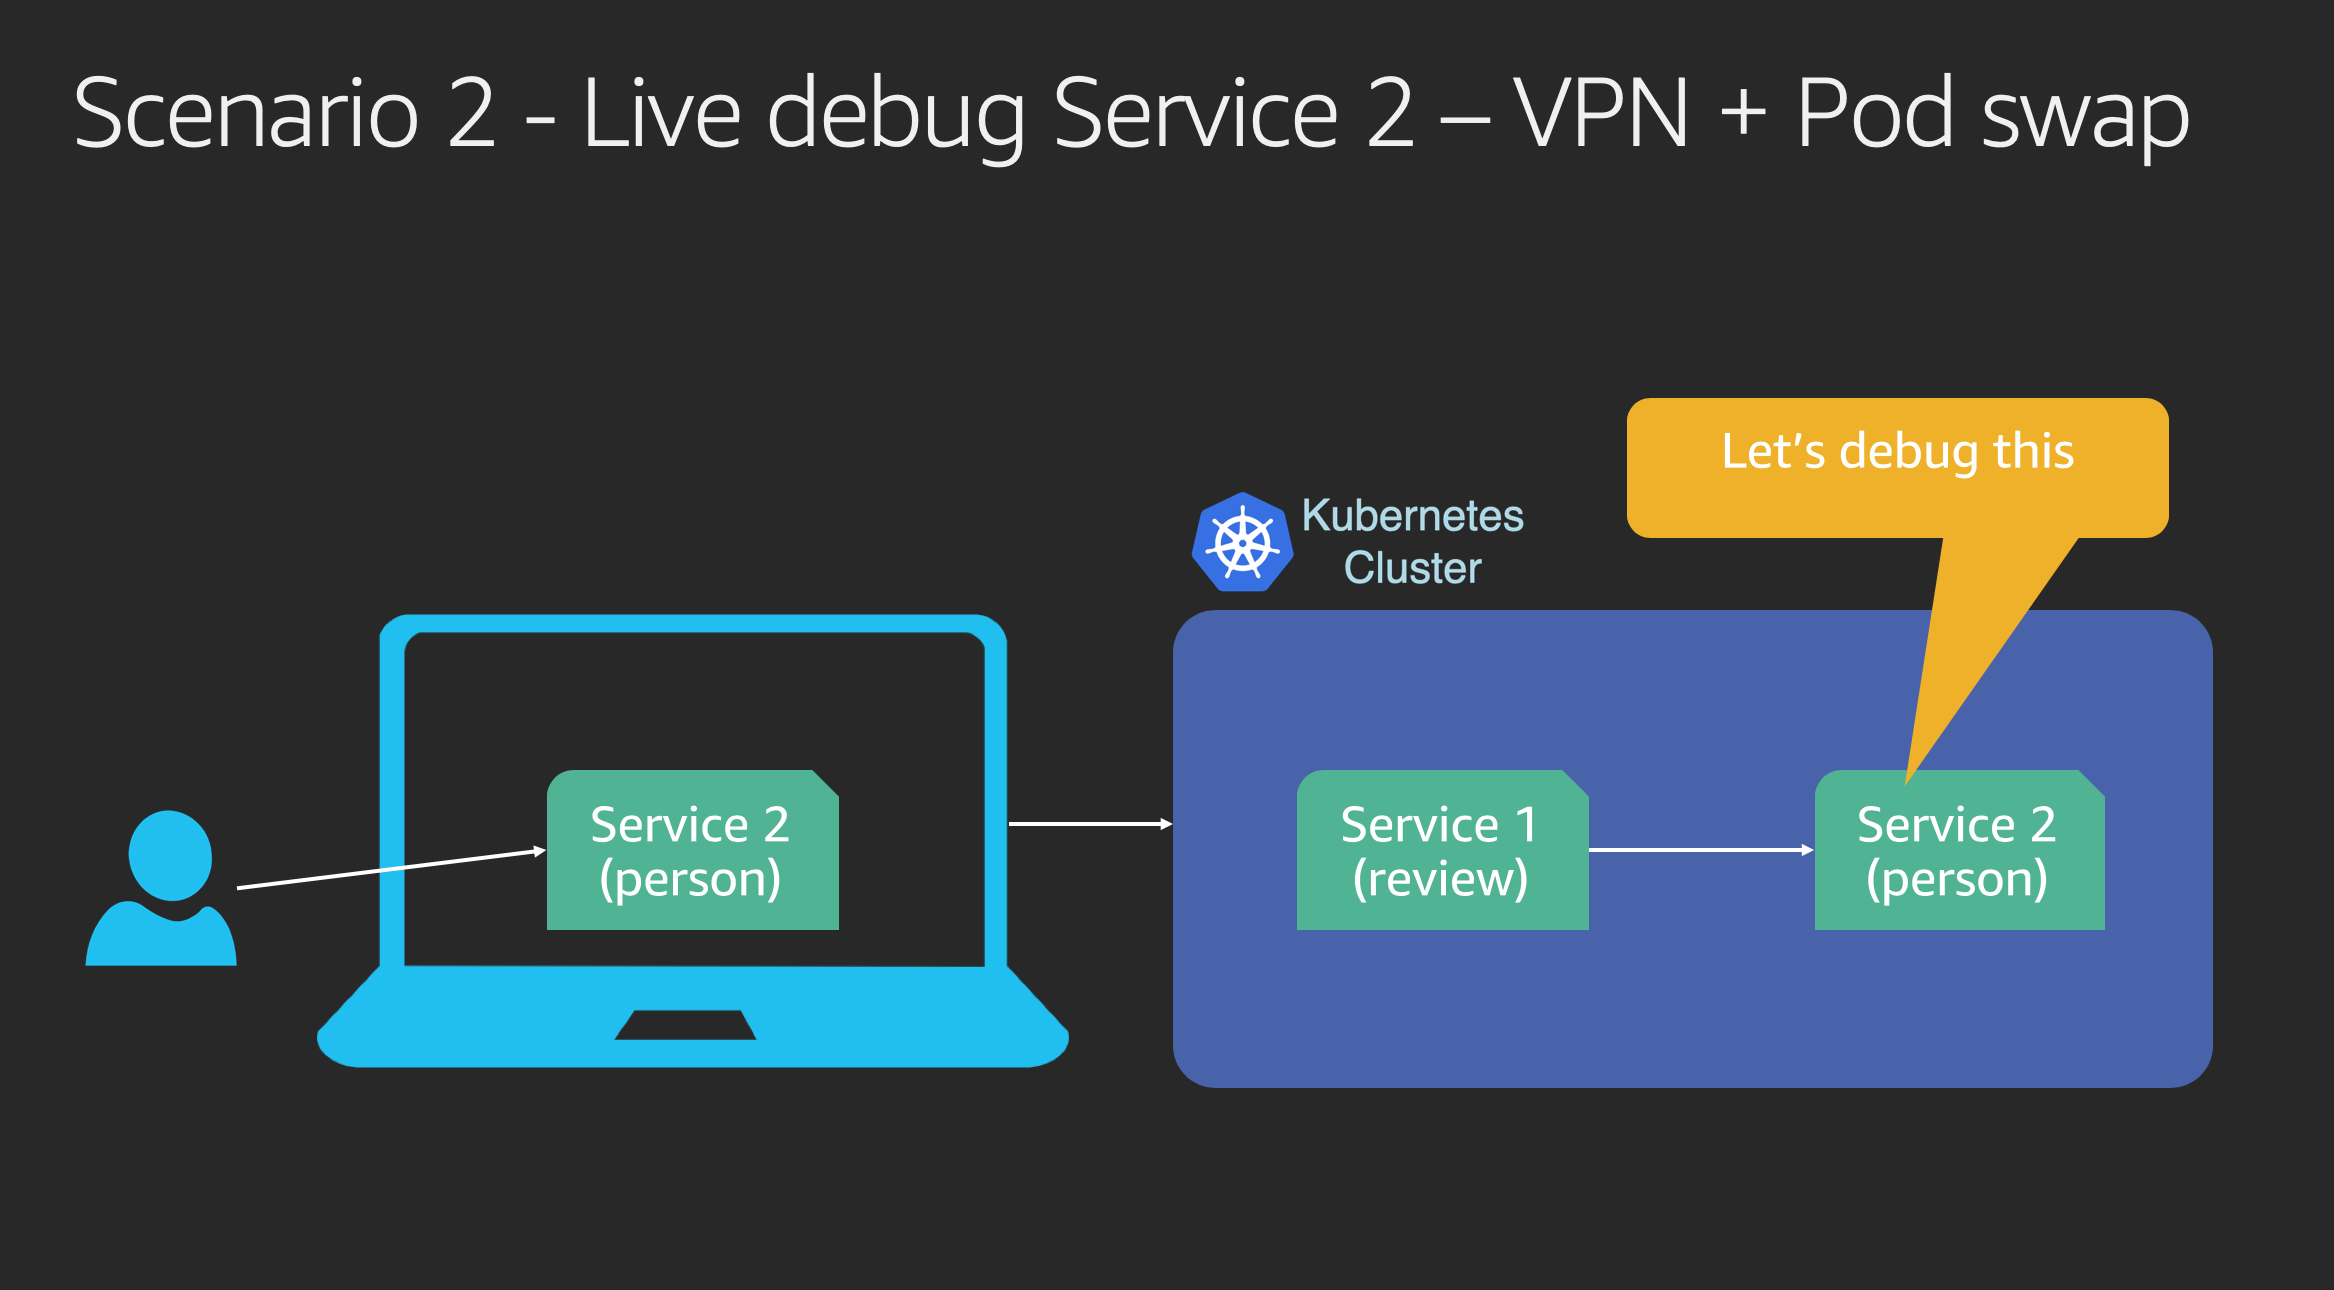 Scenario 2 - Live debug Service 2 – VPN + Pod swap
Let’s debug this
Kubernetes
Cluster
Service 2
(person)
Service 1
(review)
Service 2
(person)